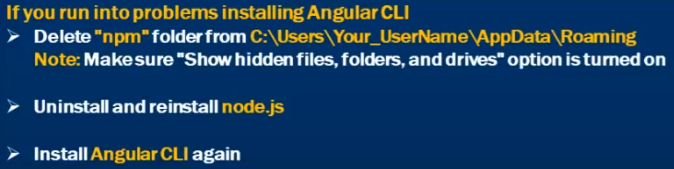 If you run into problems installing Angular CLI
➢ Delete "npm" folder from C:\Users\Your_UserName\AppData\Roaming
Note: Make sure "Show hidden files, folders, and drives" option is turned on
➢ Uninstall and reinstall node.js
➢ Install Angular CLI again